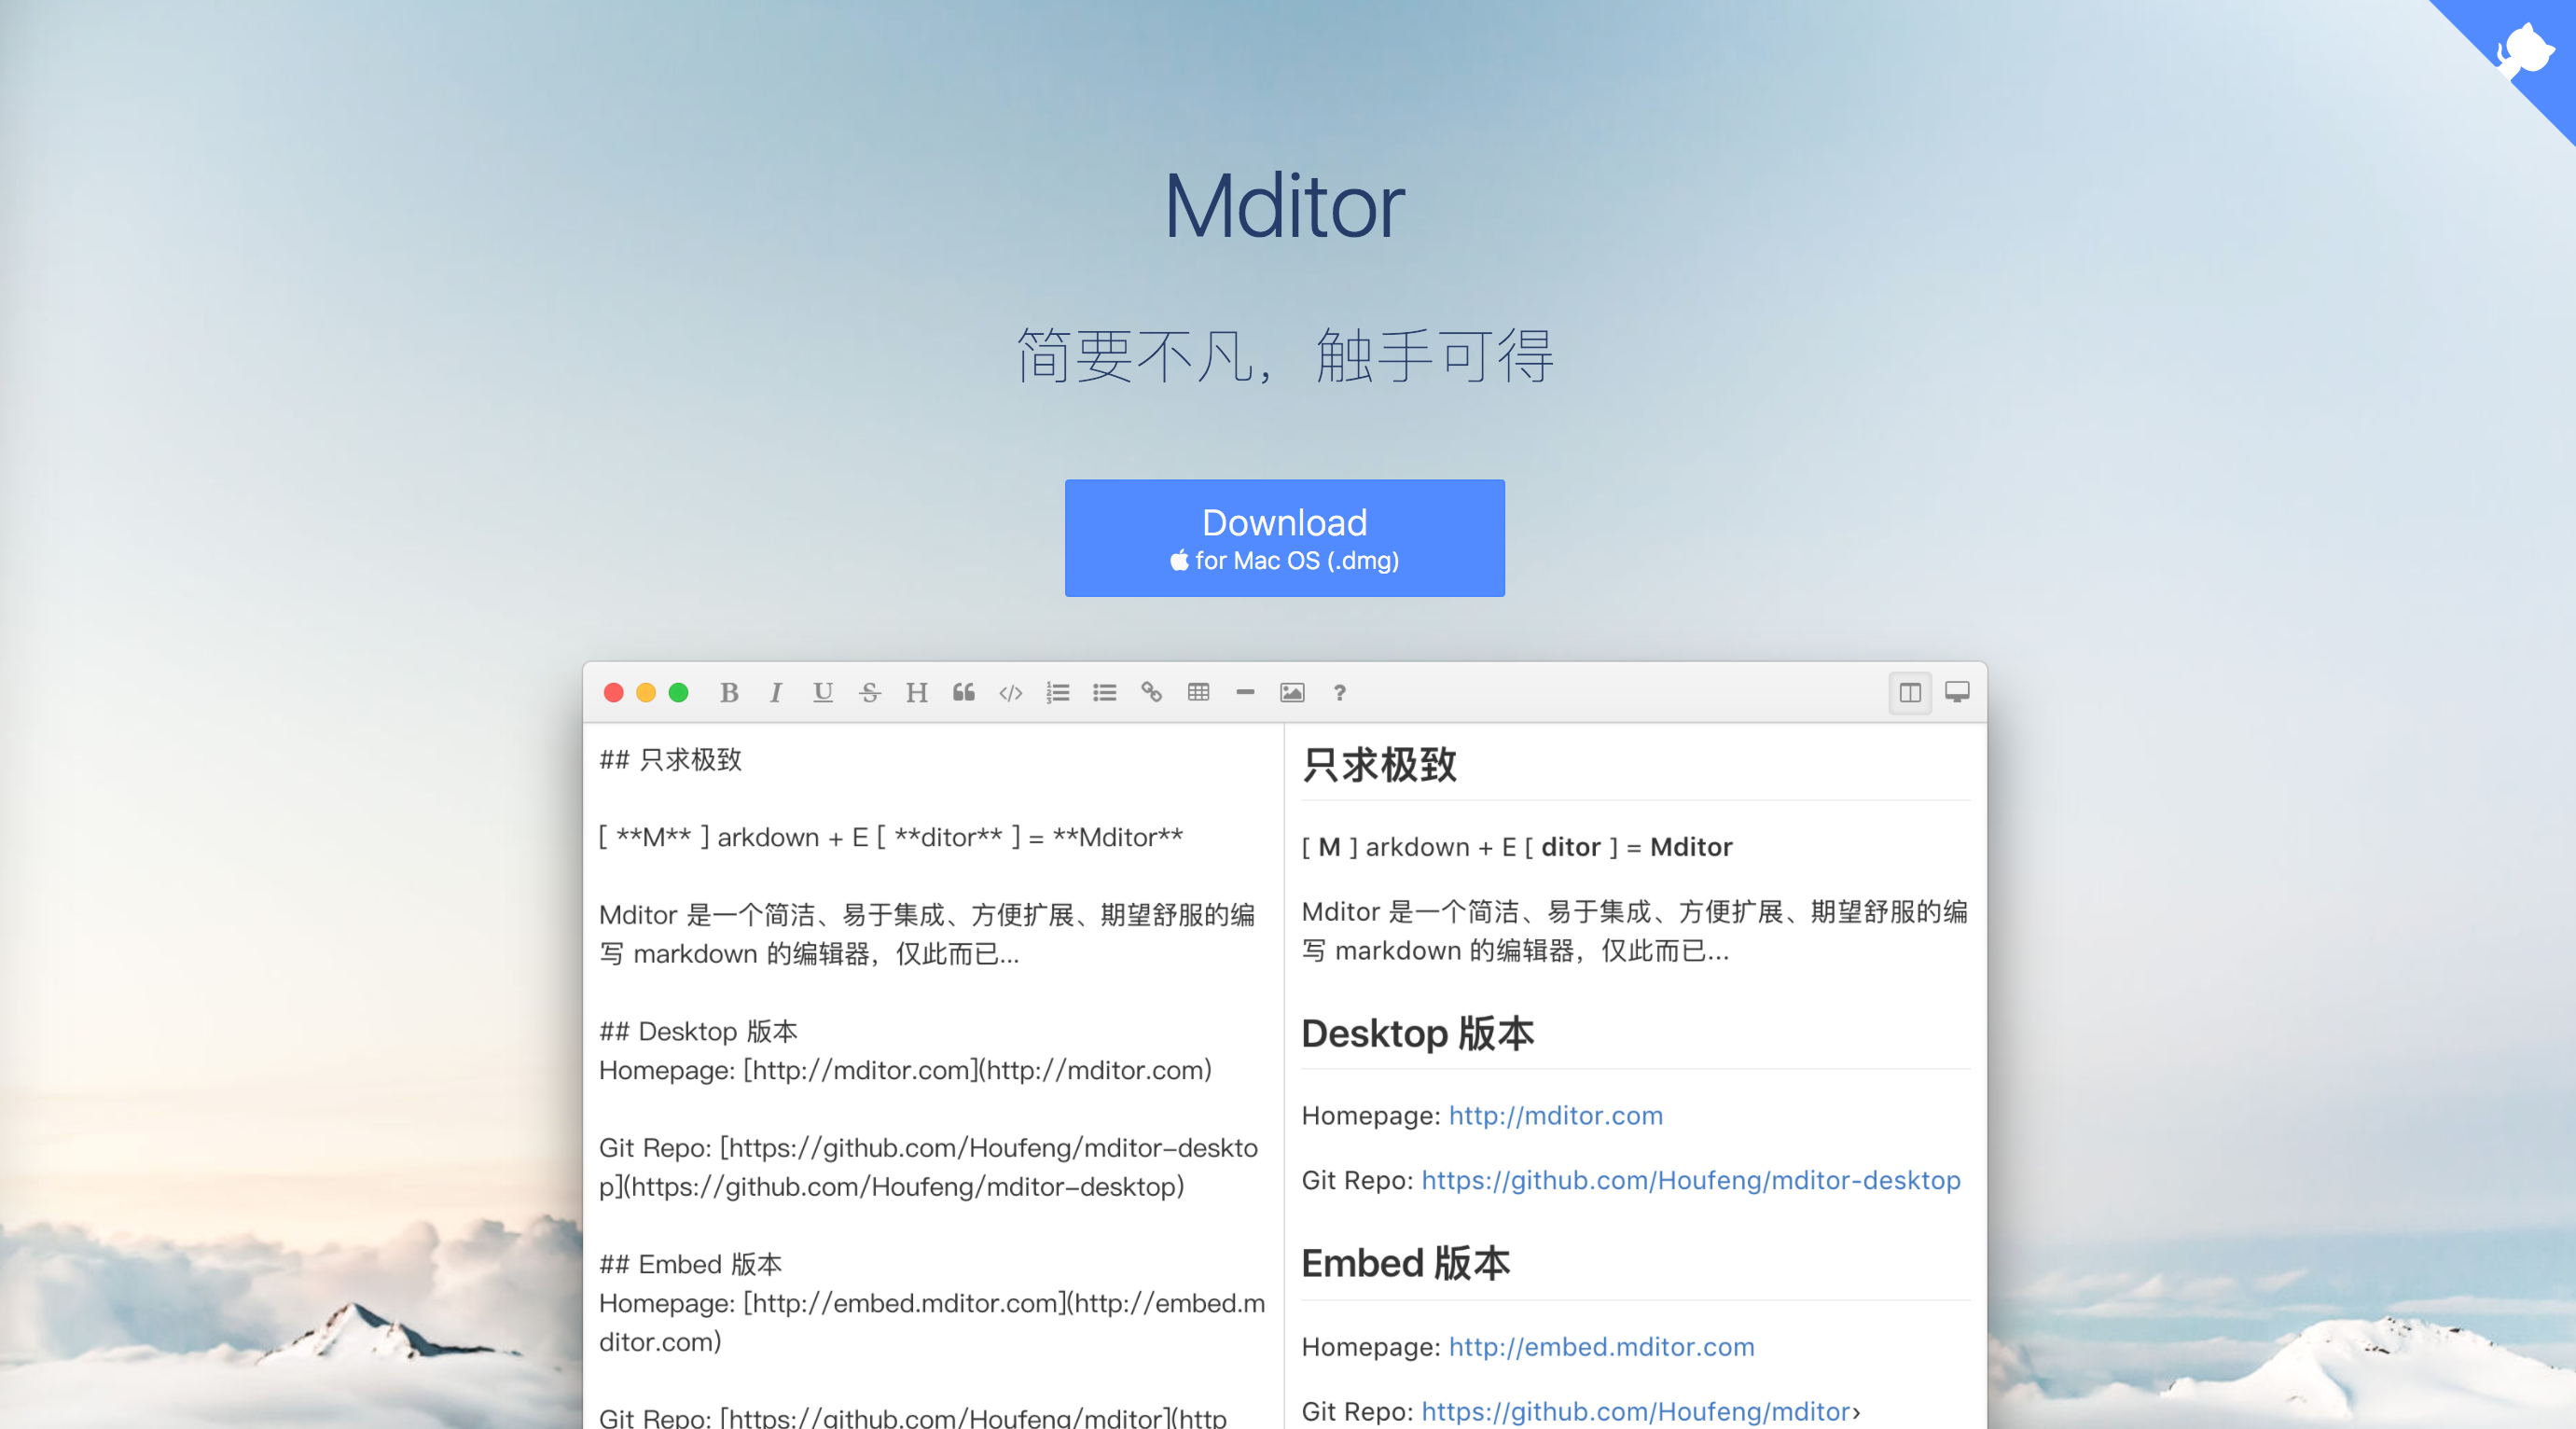 Mditor
简要不凡，触手可得
Download
for Mac OS (.dmg)
B I U S H ?
## 只求极致
[ **M** ] arkdown + E [ **ditor** ] = **Mditor**
Mditor 是一个简洁、易于集成、方便扩展、期望舒服的编
写 markdown 的编辑器，仅此而已...
## Desktop 版本
Homepage: [http://mditor.com](http://mditor.com)
Git Repo: [https://github.com/Houfeng/mditor-deskto
p](https://github.com/Houfeng/mditor-desktop)
## Embed 版本
Homepage: [http://embed.mditor.com](http://embed.m
ditor.com)
Git Repo: [https://github.com/Houfeng/mditor](http
只求极致
[ M ] arkdown + E [ ditor ] = Mditor
Mditor 是一个简洁、易于集成、方便扩展、期望舒服的编
写 markdown 的编辑器，仅此而已...
Desktop 版本
Homepage: http://mditor.com
Git Repo: https://github.com/Houfeng/mditor-desktop
Embed 版本
Homepage: http://embed.mditor.com
Git Repo: https://github.com/Houfeng/mditor›